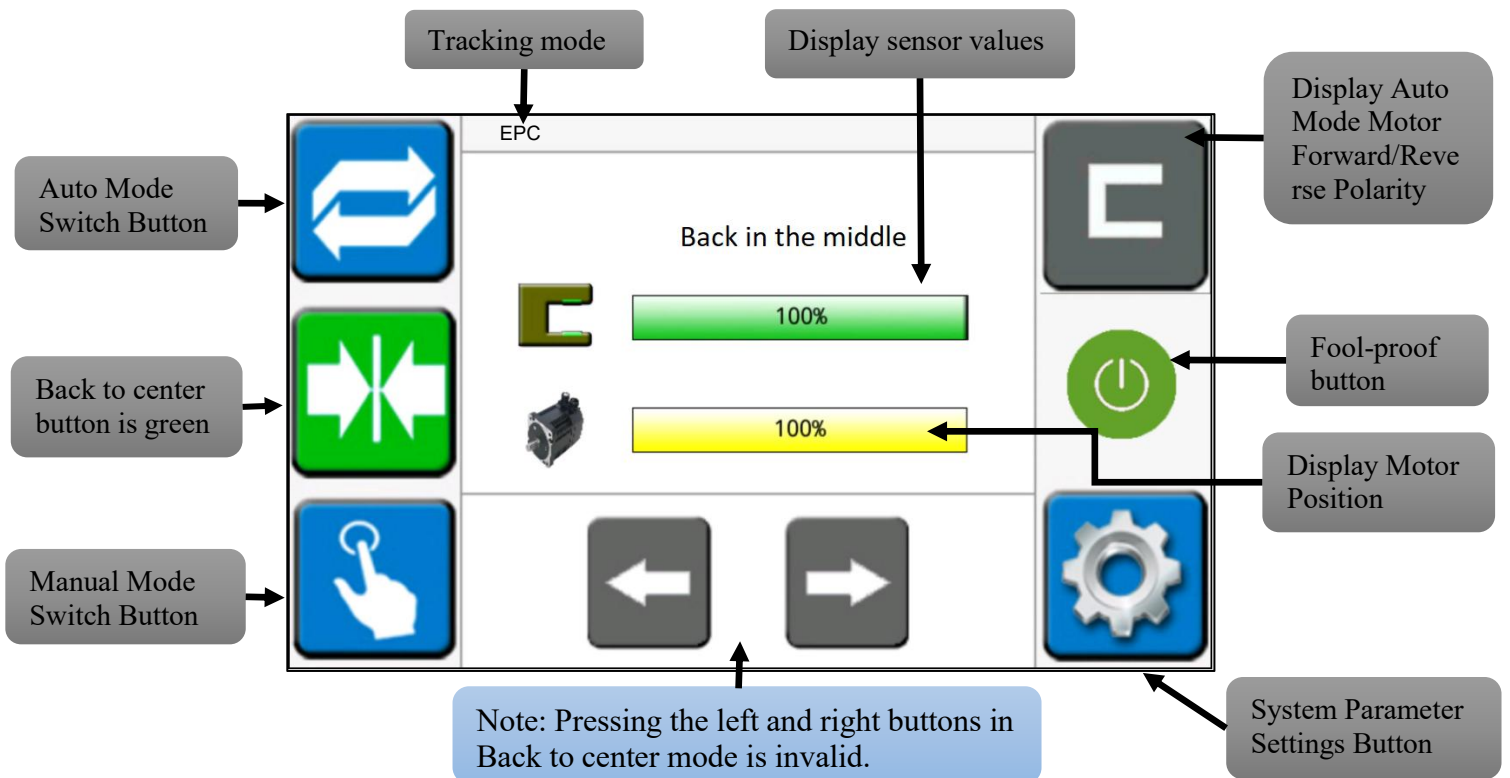 Tracking mode
Display sensor values
Display Auto
Mode Motor
Forward/Reve
rse Polarity
EPC
Auto Mode
Switch Button
Back in the middle
100%
Fool-proof
button
Back to center
button is green
100%
Display Motor
Position
Manual Mode
Switch Button
Note: Pressing the left and right buttons in
Back to center mode is invalid.
System Parameter
Settings Button